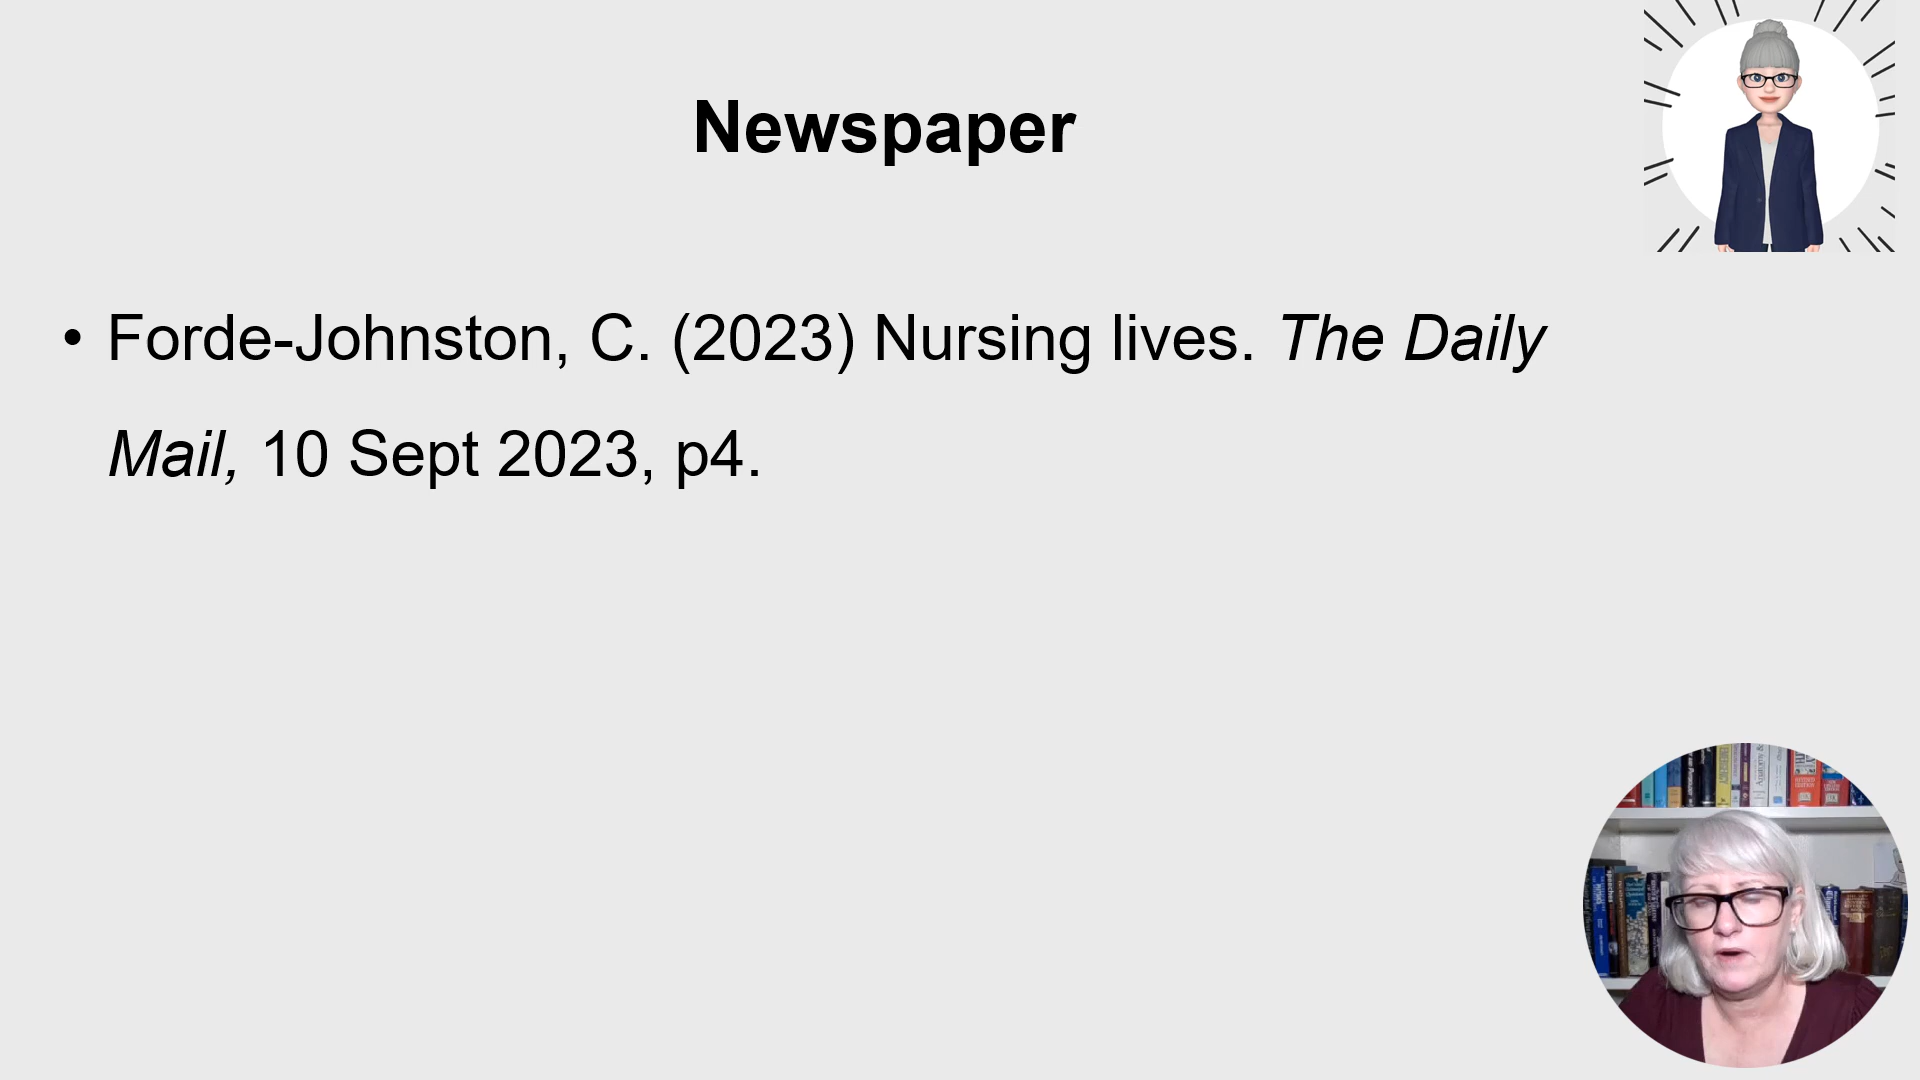 Newspaper
• Forde-Johnston, C. (2023) Nursing lives. The Daily
Mail, 10 Sept 2023, p4.